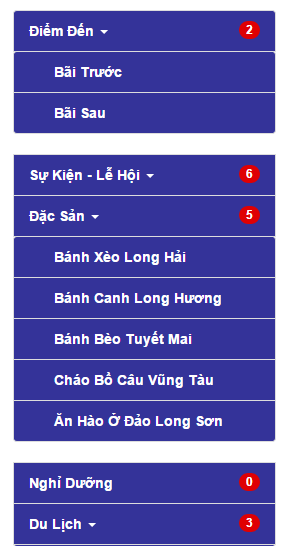 Điểm Đến 2
Bãi Trước
Bãi Sau
Sự Kiện - Lễ Hội 6
Đặc Sản 5
Bánh Xèo Long Hải
Bánh Canh Long Hương
Bánh Bèo Tuyết Mai
Cháo Bồ Câu Vũng Tàu
Ăn Hào Ở Đảo Long Sơn
Nghỉ Dưỡng 0
Du Lịch 3